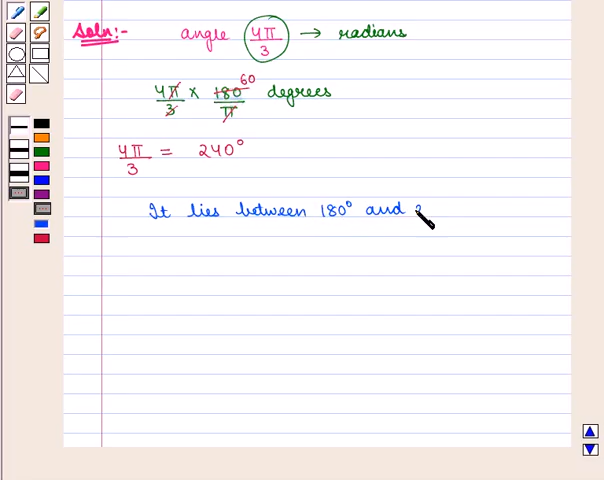 Soln:- angle 4π/3 → radians
4π/3 × 180/π 60 degrees
4π/3 = 240°
It lies between 180° and